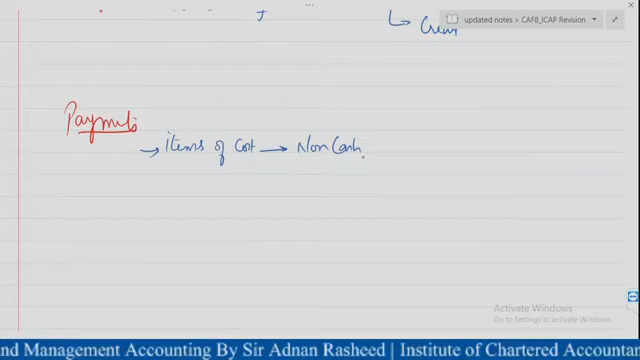 updated notes > CAF8_ICAP Revision
Payments
→ Items of Cost → Non Cash
Activate Windows
Go to Settings to activate Windows.
nd Management Accounting By Sir Adnan Rasheed | Institute of Chartered Accountan